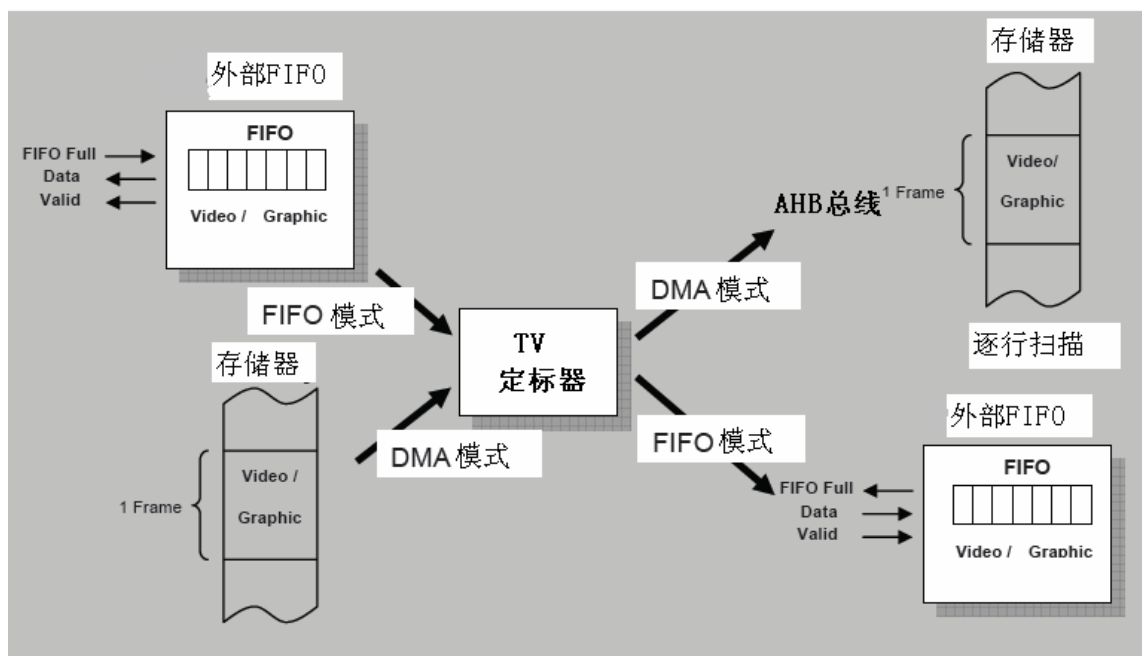 外部FIFO
FIFO
FIFO Full
Data
Valid
Video / Graphic
FIFO 模式
存储器
1 Frame
Video /
Graphic
DMA 模式
TV
定标器
DMA 模式
AHB总线
存储器
1 Frame
Video/
Graphic
逐行扫描
FIFO 模式
外部FIFO
FIFO
FIFO Full
Data
Valid
Video / Graphic